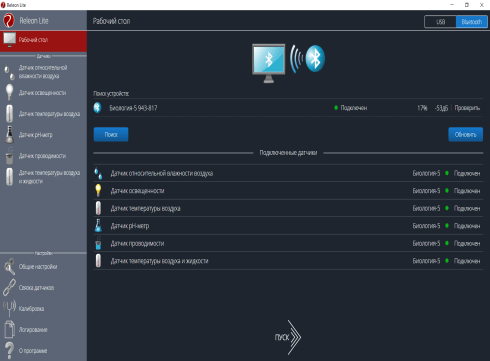 Releon Lite
Releon Lite
Рабочий стол
Датчики
Датчик относительной
влажности воздуха
Датчик освещенности
Датчик температуры воздуха
Датчик pH-метр
Датчик проводимости
Датчик температуры воздуха
и жидкости
Настройки
Общие настройки
Связка датчиков
Калибровка
Логирование
О программе
Рабочий стол
USB
Bluetooth
Поиск устройств:
Биология-5 943-817
Подключен
17%
-53дБ
Проверить
Поиск
Обновить
Подключенные датчики
Датчик относительной влажности воздуха Биология-5 Подключен
Датчик освещенности Биология-5 Подключен
Датчик температуры воздуха Биология-5 Подключен
Датчик pH-метр Биология-5 Подключен
Датчик проводимости Биология-5 Подключен
Датчик температуры воздуха и жидкости Биология-5 Подключен
ПУСК